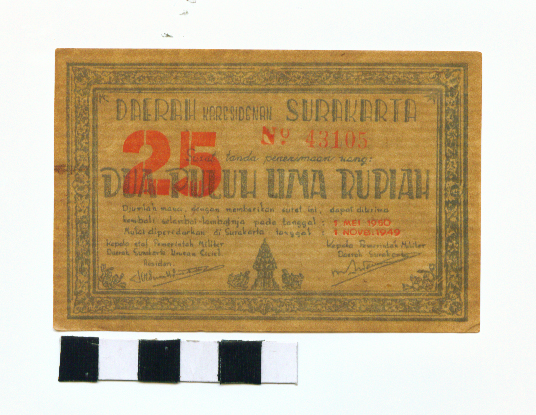 DAERAH KARESIDENAN SURAKARTA
25
No 43105
Surat tanda penerimaan uang:
DUA PULUH LIMA RUPIAH
Djumlah mana, dengan memberikan surat ini, dapat diterima
kembali selambat-lambatnja pada tanggal: 1 MEI 1950
Mulai diperedarkan di Surakarta tanggal: 1 NOVB: 1949
Kepala staf Pemerintah Militer
Daerah Surakarta
Residen
Kepala Pemerintah Militer
Daerah Surakarta